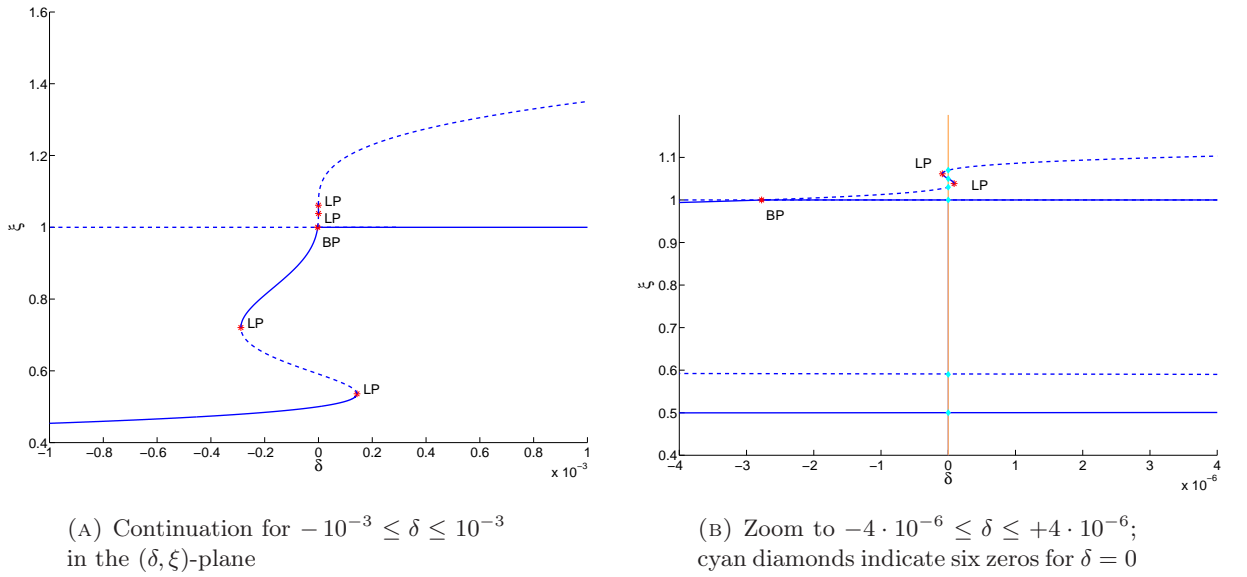 1.6
1.4
1.2
1
0.8
0.6
0.4
ξ
LP
LP
BP
LP
LP
−1 −0.8 −0.6 −0.4 −0.2 0 0.2 0.4 0.6 0.8 1
δ
x 10⁻³
1.1
1
0.9
0.8
0.7
0.6
0.5
0.4
ξ
LP
LP
BP
−4 −3 −2 −1 0 1 2 3 4
δ
x 10⁻⁶
(A) Continuation for − 10⁻³ ≤ δ ≤ 10⁻³
in the (δ, ξ)-plane
(B) Zoom to −4 · 10⁻⁶ ≤ δ ≤ +4 · 10⁻⁶;
cyan diamonds indicate six zeros for δ = 0